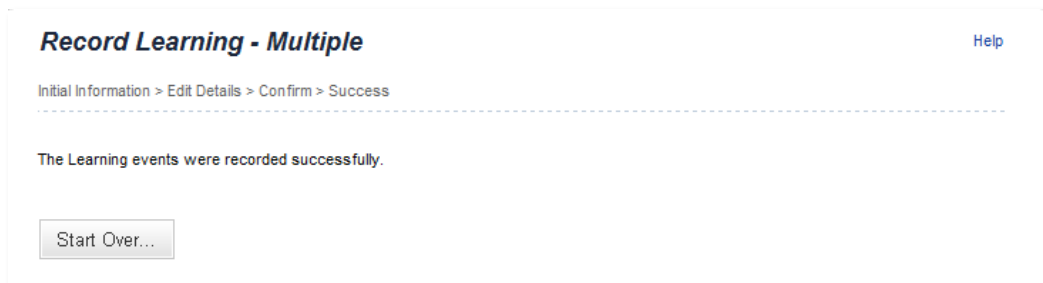 Record Learning - Multiple
Help
Initial Information > Edit Details > Confirm > Success
The Learning events were recorded successfully.
Start Over...